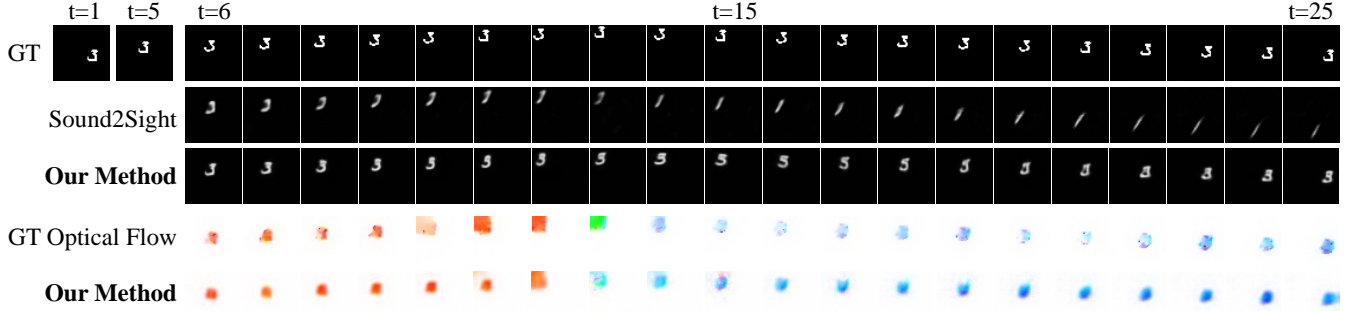 t=1 t=5 t=6 t=15 t=25
GT
Sound2Sight
Our Method
GT Optical Flow
Our Method